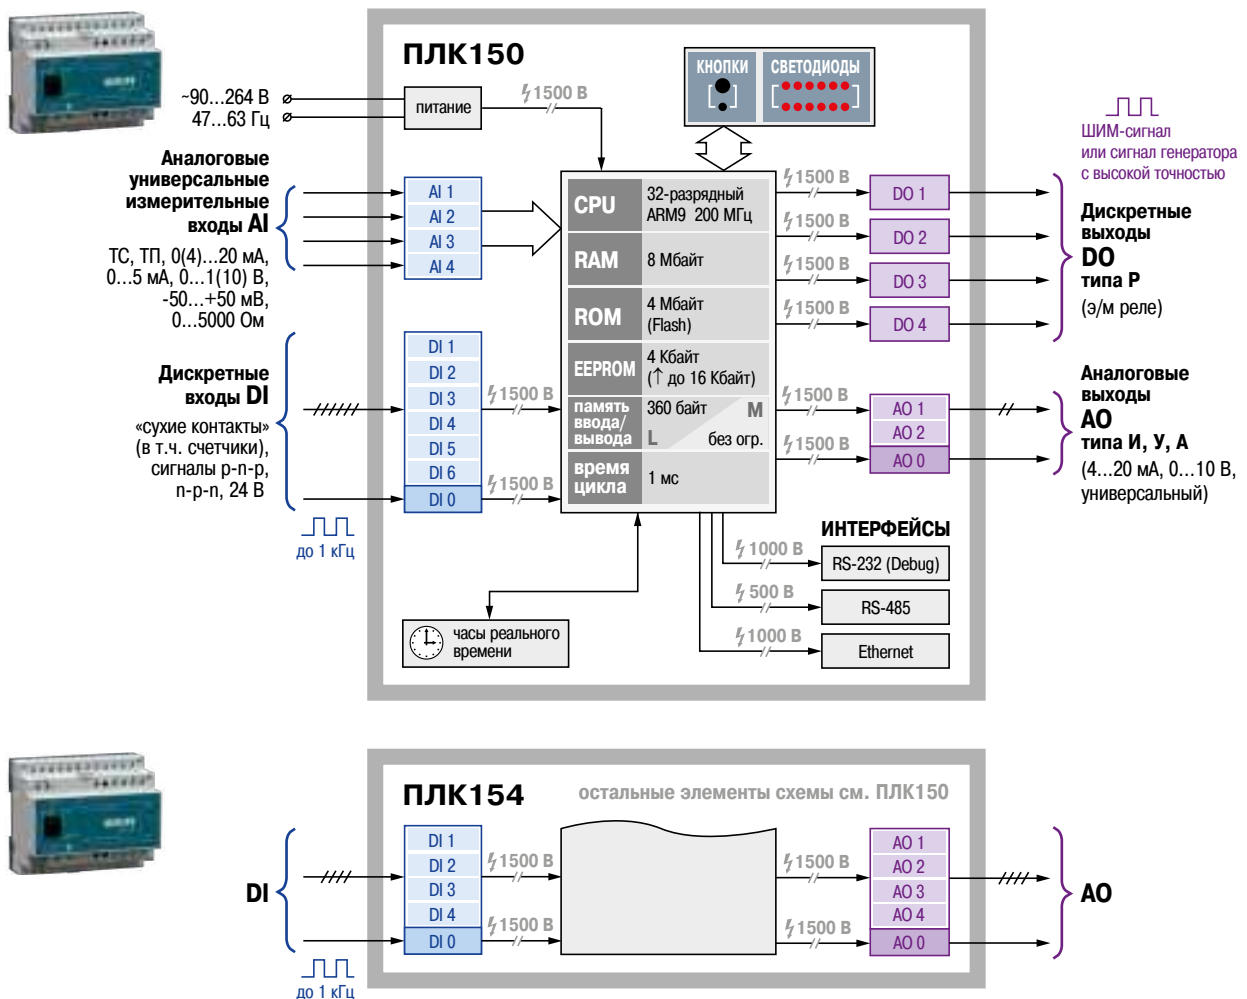 ПЛК150
~90...264 В
47...63 Гц
питание
1500 В
КНОПКИ
СВЕТОДИОДЫ
ШИМ-сигнал
или сигнал генератора
с высокой точностью
Аналоговые
универсальные
измерительные
входы AI
ТС, ТП, 0(4)...20 мА,
0...5 мА, 0...1(10) В,
-50...+50 мВ,
0...5000 Ом
AI 1
AI 2
AI 3
AI 4
CPU
32-разрядный
ARM9 200 МГц
RAM
8 Мбайт
ROM
4 Мбайт
(Flash)
EEPROM
4 Кбайт
(↑ до 16 Кбайт)
память
ввода/
вывода
360 байт
M
L
без огр.
время
цикла
1 мс
1500 В
DO 1
1500 В
DO 2
1500 В
DO 3
1500 В
DO 4
Дискретные
выходы
DO
типа Р
(э/м реле)
Дискретные
входы DI
«сухие контакты»
(в т.ч. счетчики),
сигналы p-n-p,
n-p-n, 24 В
до 1 кГц
DI 1
DI 2
DI 3
DI 4
DI 5
DI 6
DI 0
1500 В
1500 В
1500 В
1500 В
AO 1
AO 2
AO 0
Аналоговые
выходы
AO
типа И, У, А
(4...20 мА, 0...10 В,
универсальный)
ИНТЕРФЕЙСЫ
1000 В
RS-232 (Debug)
500 В
RS-485
1000 В
Ethernet
часы реального
времени
ПЛК154
остальные элементы схемы см. ПЛК150
DI
до 1 кГц
DI 1
DI 2
DI 3
DI 4
DI 0
1500 В
1500 В
1500 В
1500 В
AO 1
AO 2
AO 3
AO 4
AO 0
AO